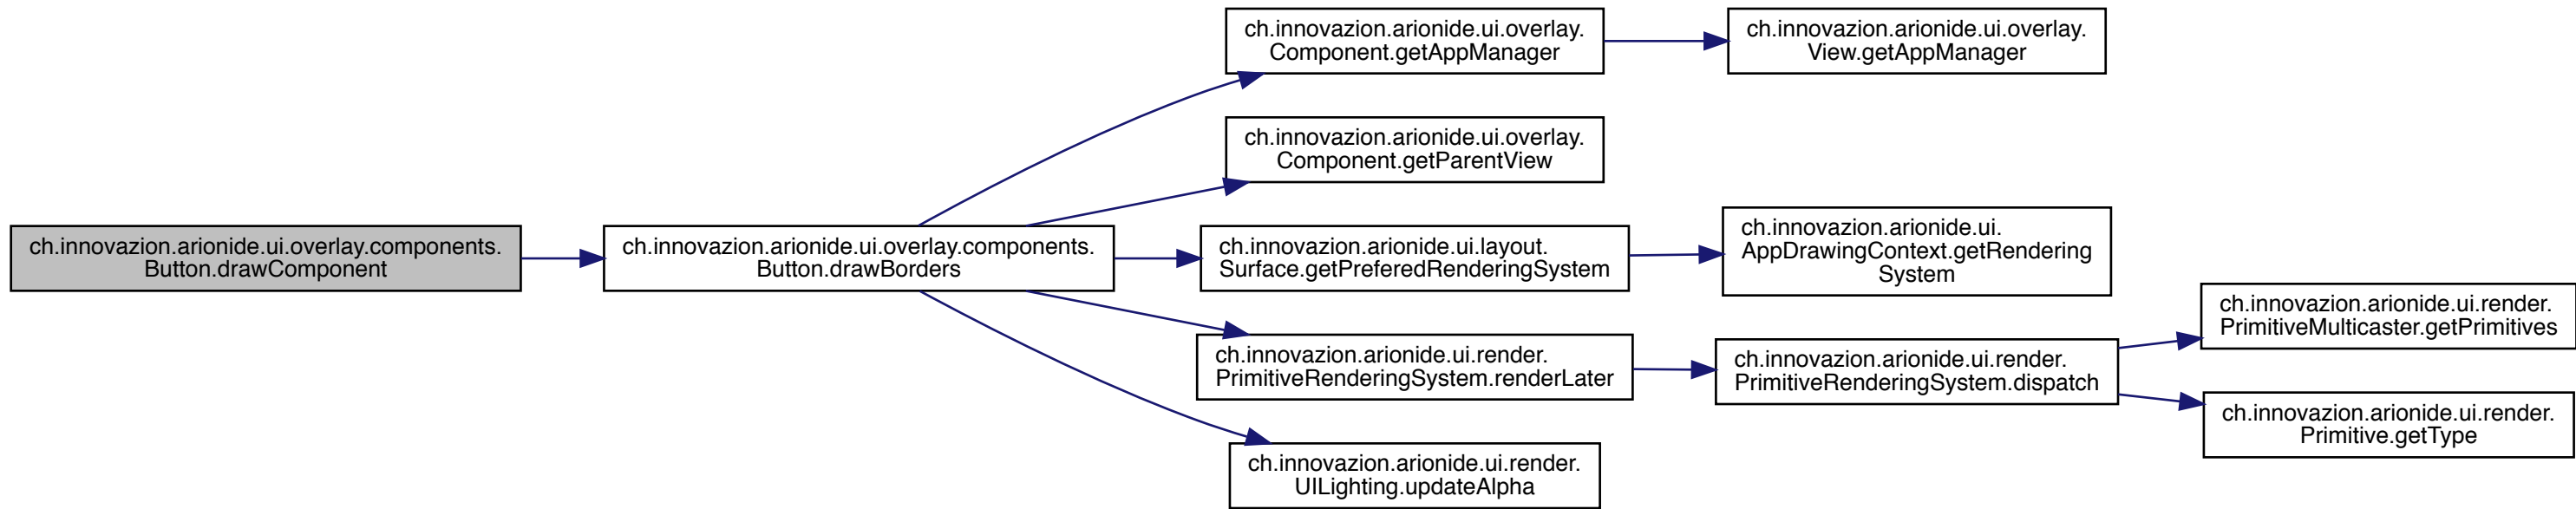 ch.innovazion.arionide.ui.overlay.components.
Button.drawComponent
ch.innovazion.arionide.ui.overlay.components.
Button.drawBorders
ch.innovazion.arionide.ui.overlay.
Component.getAppManager
ch.innovazion.arionide.ui.overlay.
View.getAppManager
ch.innovazion.arionide.ui.overlay.
Component.getParentView
ch.innovazion.arionide.ui.layout.
Surface.getPreferedRenderingSystem
ch.innovazion.arionide.ui.
AppDrawingContext.getRendering
System
ch.innovazion.arionide.ui.render.
PrimitiveRenderingSystem.renderLater
ch.innovazion.arionide.ui.render.
PrimitiveRenderingSystem.dispatch
ch.innovazion.arionide.ui.render.
PrimitiveMulticaster.getPrimitives
ch.innovazion.arionide.ui.render.
Primitive.getType
ch.innovazion.arionide.ui.render.
UILighting.updateAlpha